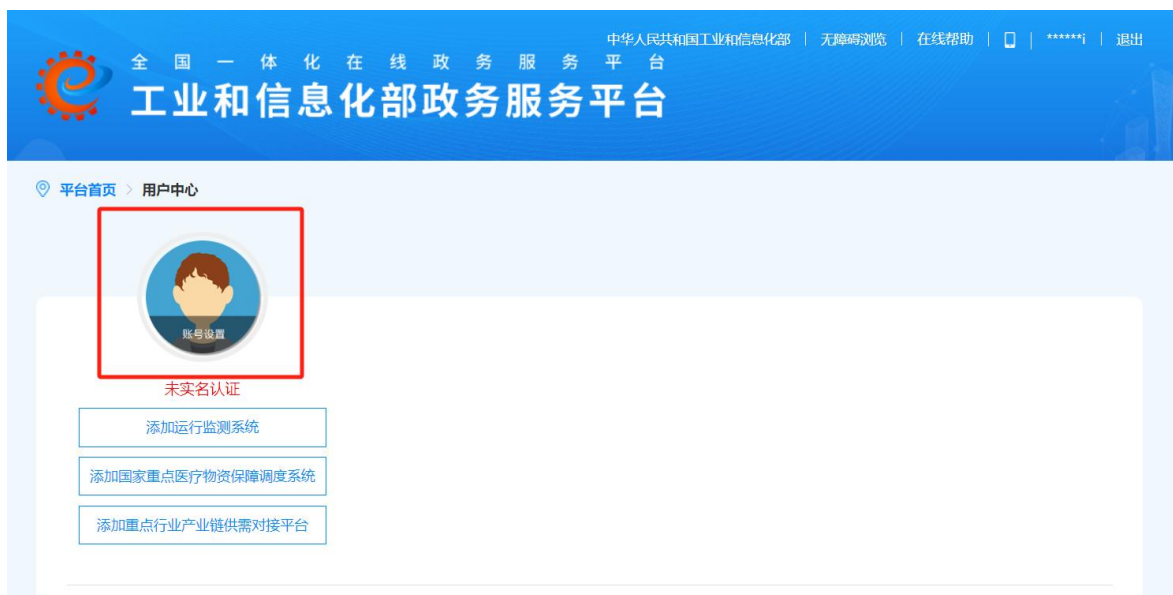 中华人民共和国工业和信息化部 | 无障碍浏览 | 在线帮助 | | ******i | 退出
全国一体化在线政务服务平台
工业和信息化部政务服务平台
平台首页 > 用户中心
账号设置
未实名认证
添加运行监测系统
添加国家重点医疗物资保障调度系统
添加重点行业产业链供需对接平台